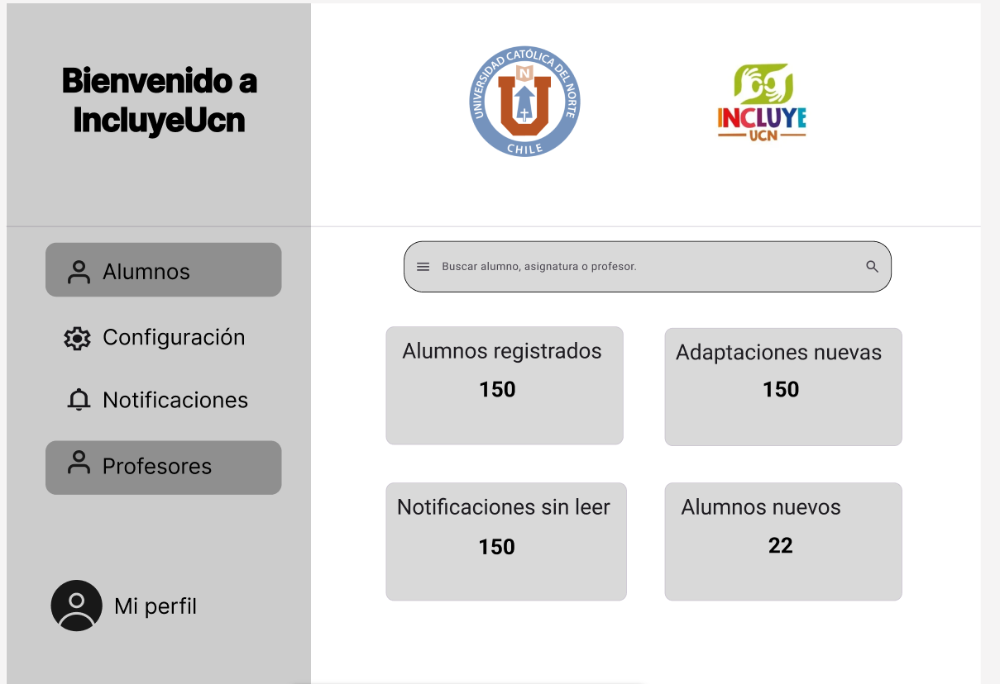 Bienvenido a
IncluyeUcn
UNIVERSIDAD CATÓLICA DEL NORTE
N
U
CHILE
INCLUYE
UCN
Alumnos
Configuración
Notificaciones
Profesores
Mi perfil
Buscar alumno, asignatura o profesor.
Alumnos registrados
150
Adaptaciones nuevas
150
Notificaciones sin leer
150
Alumnos nuevos
22